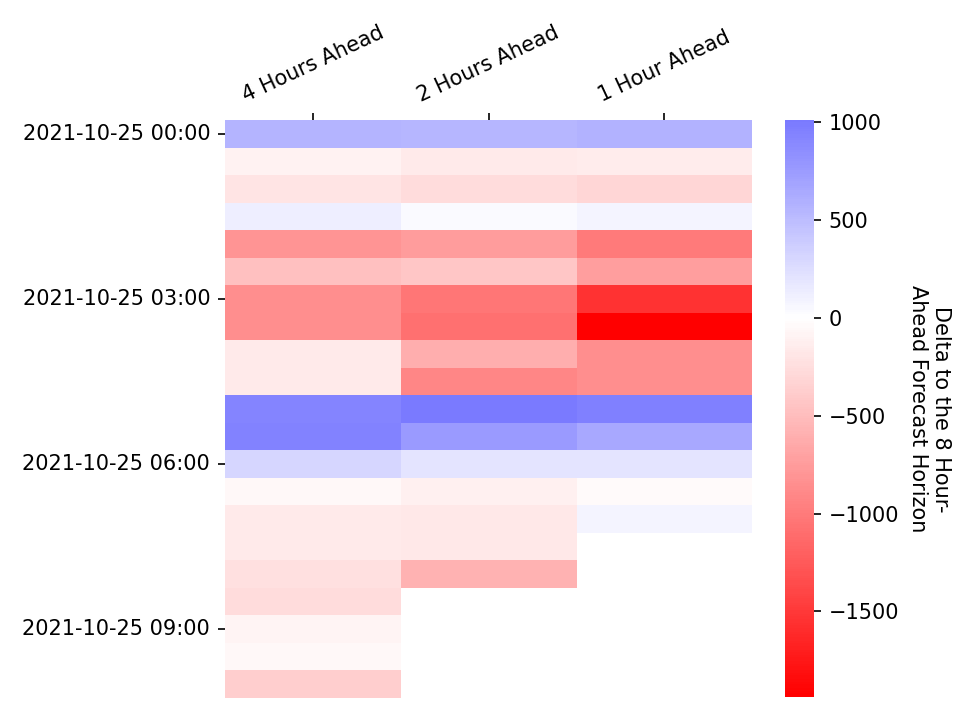 4 Hours Ahead
2 Hours Ahead
1 Hour Ahead
2021-10-25 00:00
2021-10-25 03:00
2021-10-25 06:00
2021-10-25 09:00
1000
500
0
−500
−1000
−1500
Delta to the 8 Hour-
Ahead Forecast Horizon